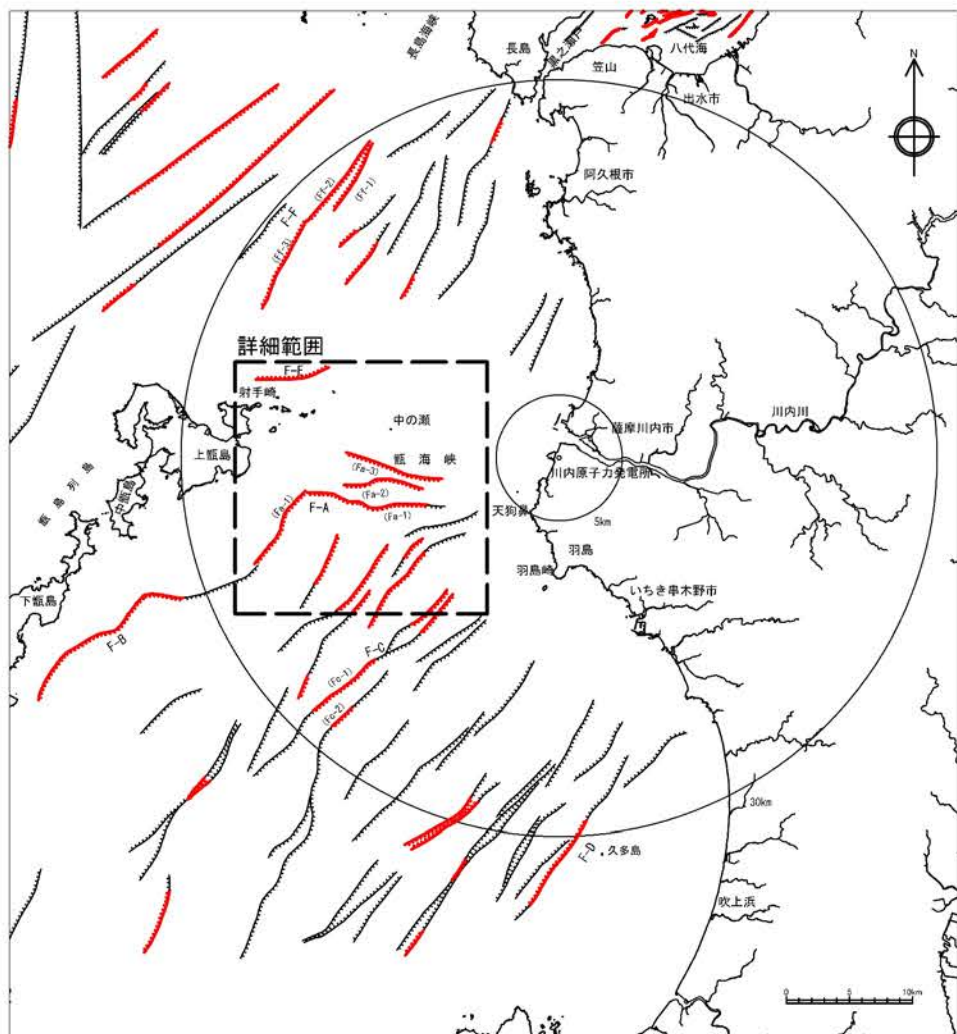 長島海峡
長島
黒之瀬戸
八代海
笠山
出水市
N
阿久根市
(Ff-2)
(Ff-1)
F-F
(Ff-3)
詳細範囲
F-E
射手崎
中の瀬
薩摩川内市
川内川
上甑島
甑海峡
(Fa-3)
川内原子力発電所
甑島列島
中甑島
(Fa-2)
(Fa-1)
F-A
(Fa-1)
天狗鼻
5km
羽島
羽島崎
下甑島
いちき串木野市
F-B
F-C
(Fc-1)
(Fc-2)
30km
F-D
久多島
吹上浜
0 5 10km